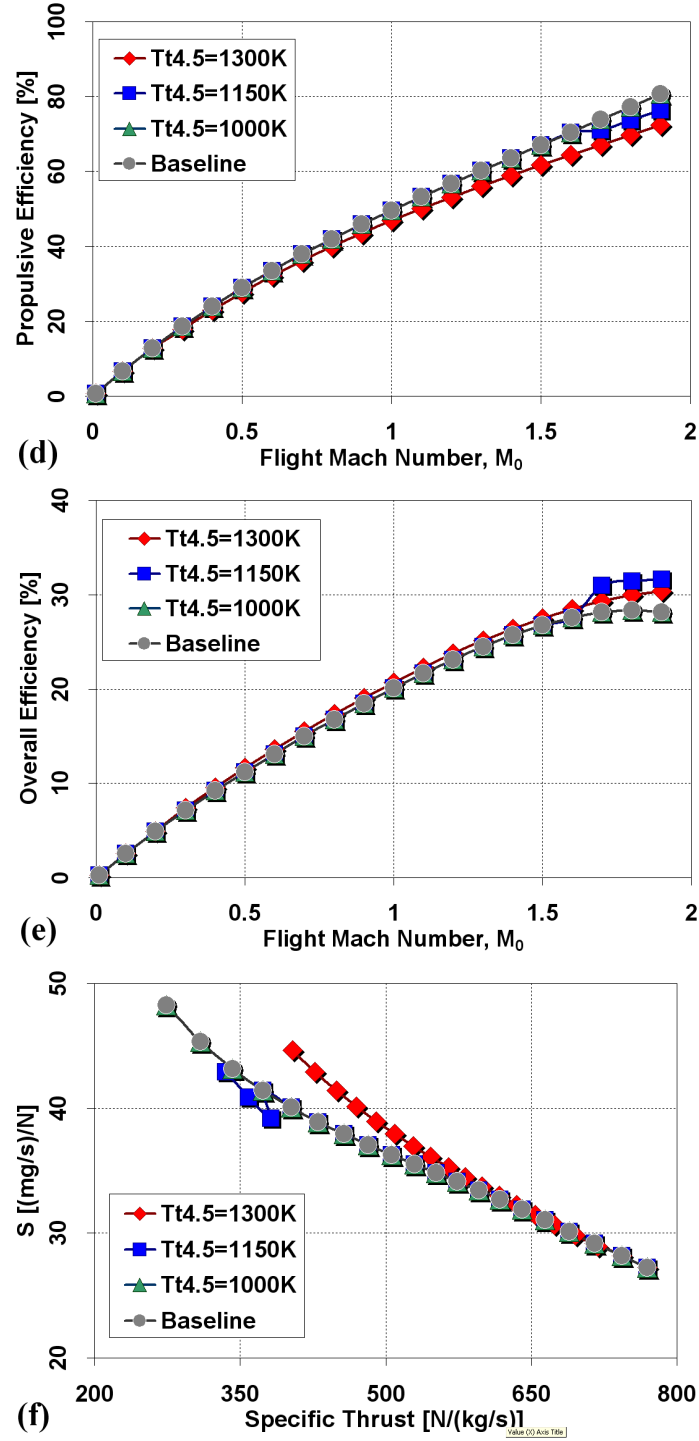 100
80
60
40
20
0
Propulsive Efficiency [%]
Tt4.5=1300K
Tt4.5=1150K
Tt4.5=1000K
Baseline
0 0.5 1 1.5 2
(d) Flight Mach Number, M₀
40
30
20
10
0
Overall Efficiency [%]
Tt4.5=1300K
Tt4.5=1150K
Tt4.5=1000K
Baseline
0 0.5 1 1.5 2
(e) Flight Mach Number, M₀
50
40
30
20
S [(mg/s)/N]
Tt4.5=1300K
Tt4.5=1150K
Tt4.5=1000K
Baseline
200 350 500 650 800
(f) Specific Thrust [N/(kg/s)]
Value (X) Axis Title